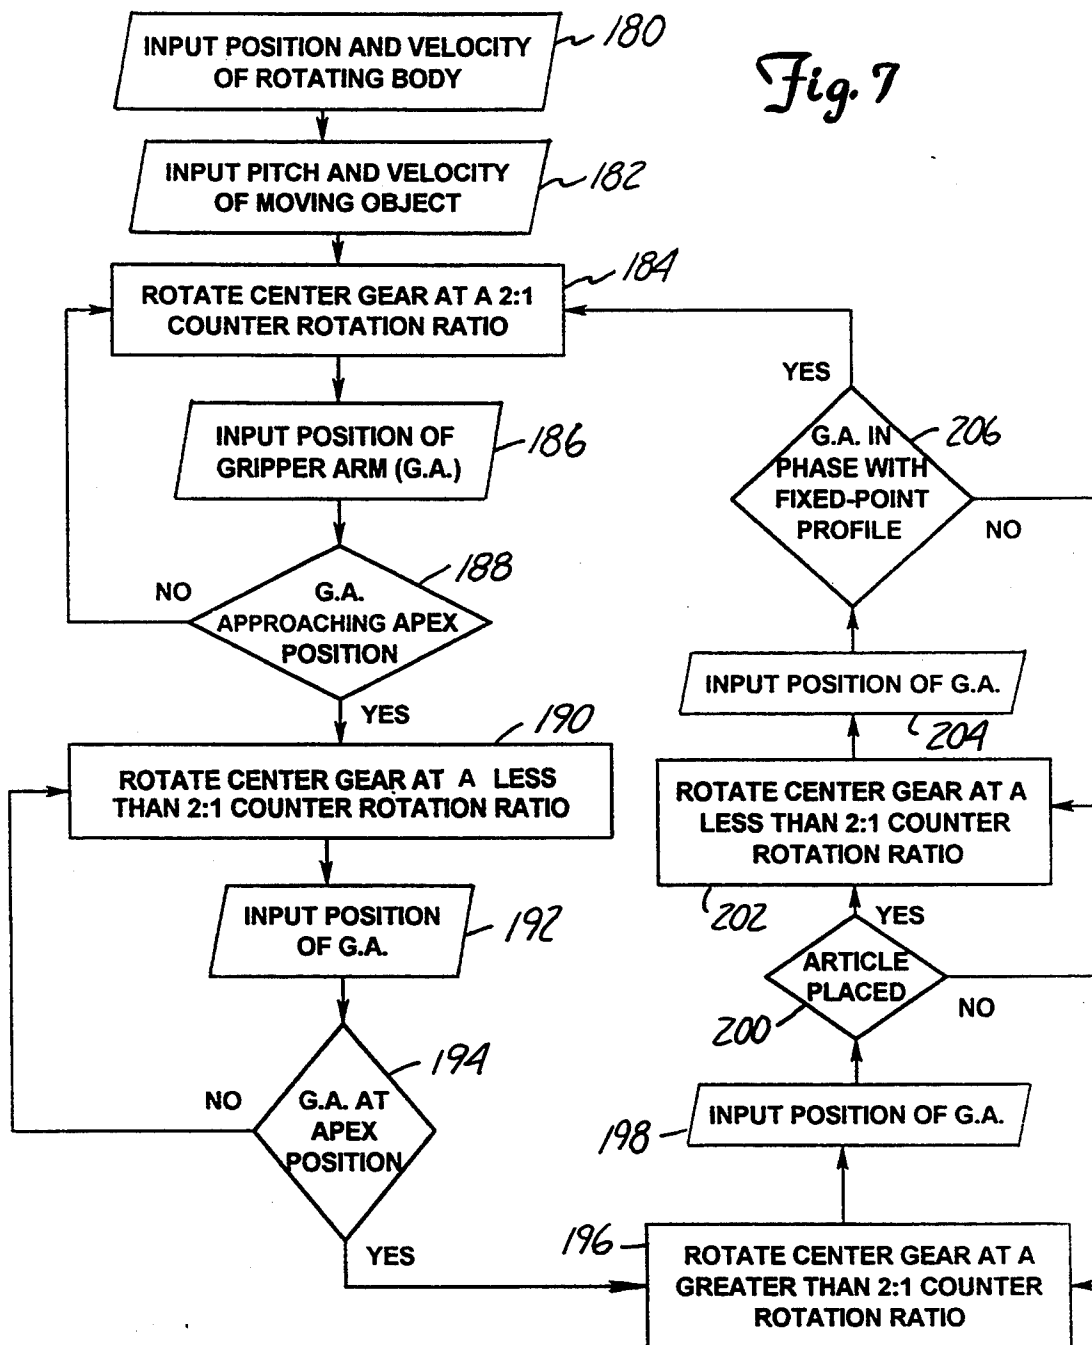 Fig. 7
INPUT POSITION AND VELOCITY
OF ROTATING BODY
180
INPUT PITCH AND VELOCITY
OF MOVING OBJECT
182
ROTATE CENTER GEAR AT A 2:1
COUNTER ROTATION RATIO
184
INPUT POSITION OF
GRIPPER ARM (G.A.)
186
G.A.
APPROACHING APEX
POSITION
188
NO
YES
ROTATE CENTER GEAR AT A LESS
THAN 2:1 COUNTER ROTATION RATIO
190
INPUT POSITION
OF G.A.
192
G.A. AT
APEX
POSITION
194
NO
YES
196
ROTATE CENTER GEAR AT A
GREATER THAN 2:1 COUNTER
ROTATION RATIO
INPUT POSITION OF G.A.
198
ARTICLE
PLACED
200
NO
YES
ROTATE CENTER GEAR AT A
LESS THAN 2:1 COUNTER
ROTATION RATIO
202
INPUT POSITION OF G.A.
204
G.A. IN
PHASE WITH
FIXED-POINT
PROFILE
206
NO
YES